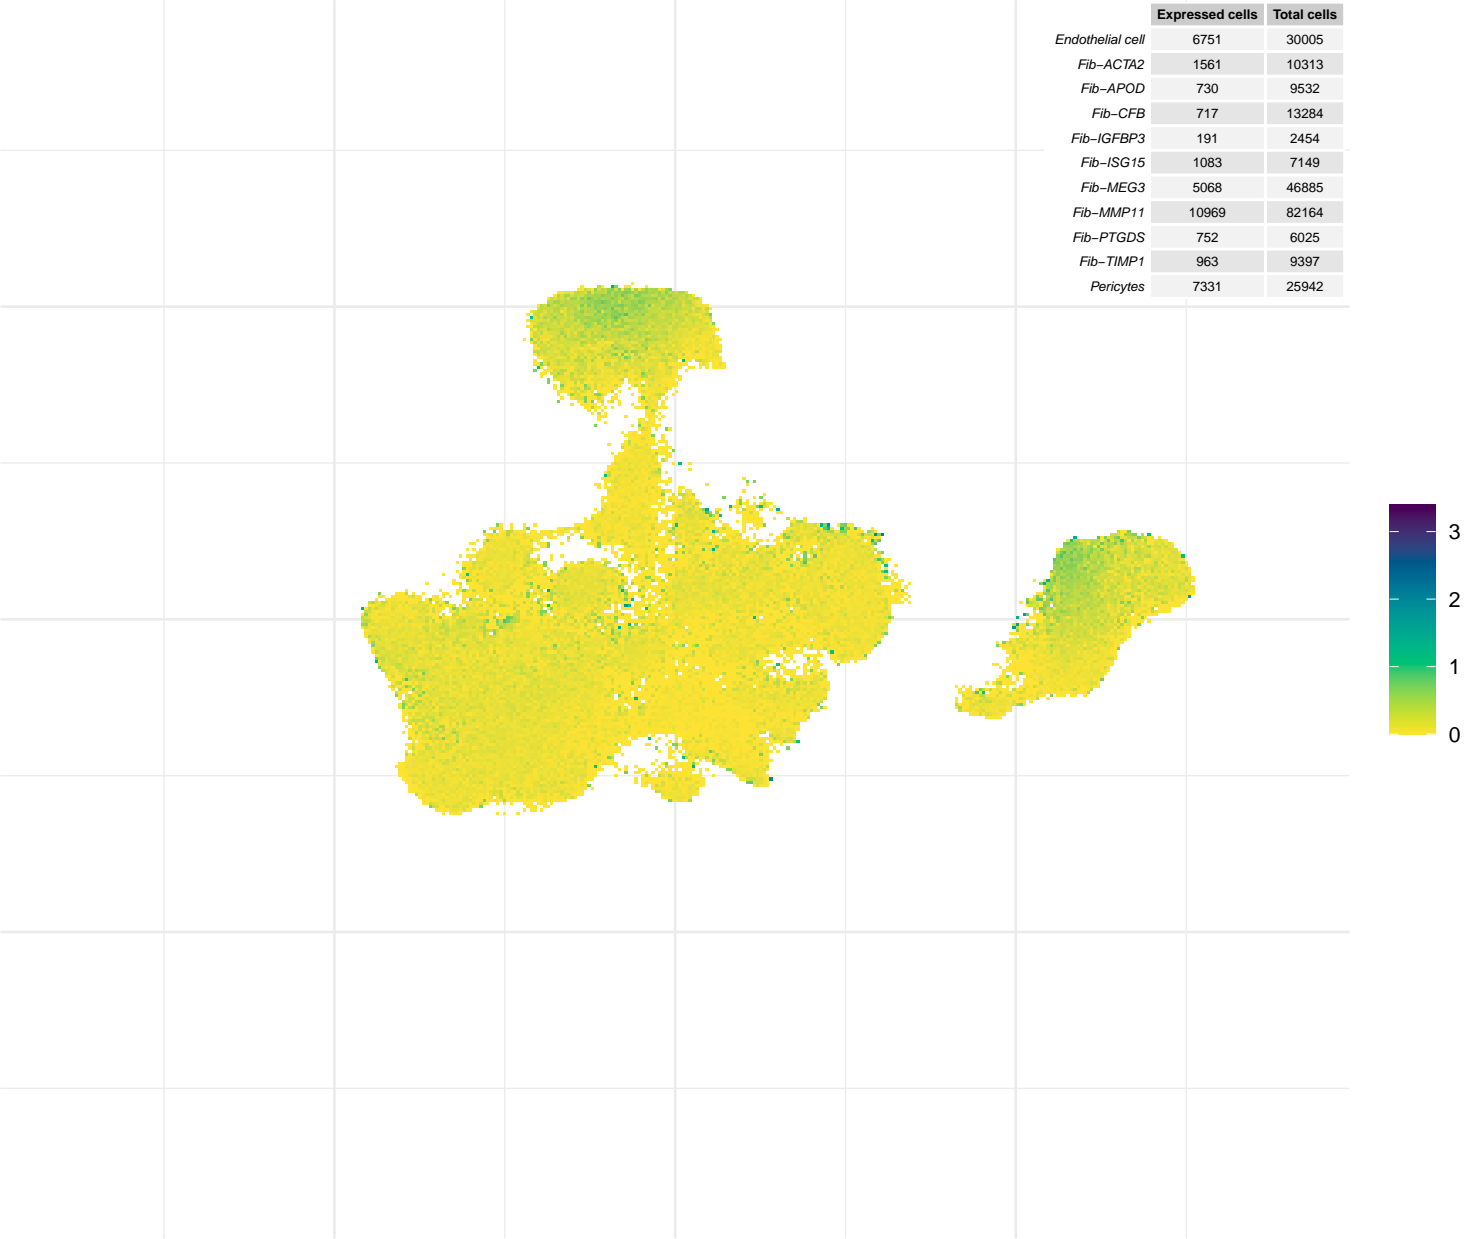 Expressed cells Total cells
Endothelial cell 6751 30005
Fib−ACTA2 1561 10313
Fib−APOD 730 9532
Fib−CFB 717 13284
Fib−IGFBP3 191 2454
Fib−ISG15 1083 7149
Fib−MEG3 5068 46885
Fib−MMP11 10969 82164
Fib−PTGDS 752 6025
Fib−TIMP1 963 9397
Pericytes 7331 25942
3
2
1
0